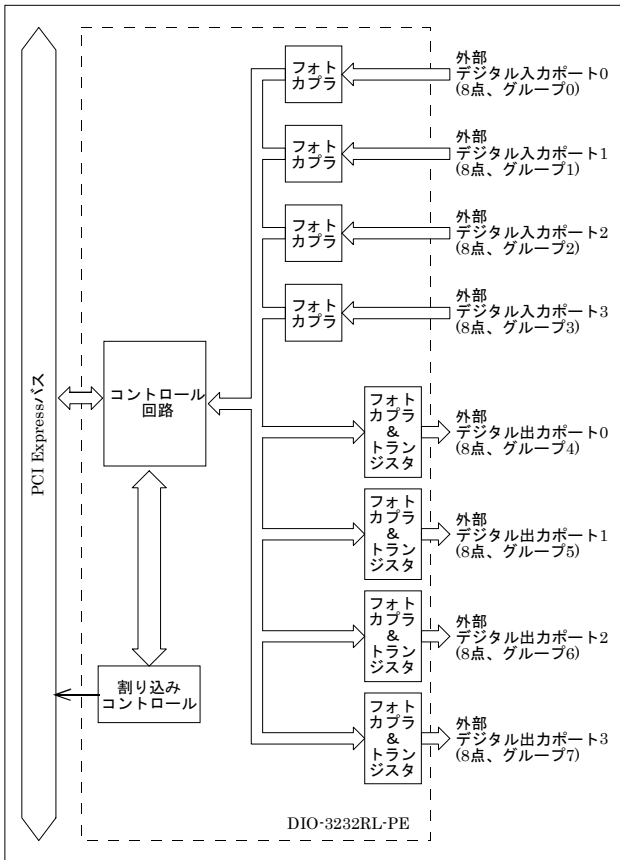 フォト
カプラ
外部
デジタル入力ポート0
(8点、グループ0)
フォト
カプラ
外部
デジタル入力ポート1
(8点、グループ1)
フォト
カプラ
外部
デジタル入力ポート2
(8点、グループ2)
フォト
カプラ
外部
デジタル入力ポート3
(8点、グループ3)
PCI Expressバス
コントロール
回路
フォト
カプラ
&
トラン
ジスタ
外部
デジタル出力ポート0
(8点、グループ4)
フォト
カプラ
&
トラン
ジスタ
外部
デジタル出力ポート1
(8点、グループ5)
フォト
カプラ
&
トラン
ジスタ
外部
デジタル出力ポート2
(8点、グループ6)
割り込み
コントロール
フォト
カプラ
&
トラン
ジスタ
外部
デジタル出力ポート3
(8点、グループ7)
DIO-3232RL-PE